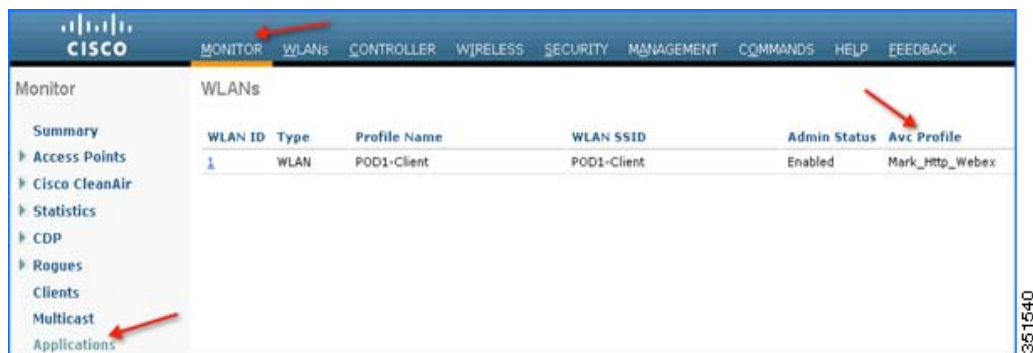 CISCO
MONITOR WLANs CONTROLLER WIRELESS SECURITY MANAGEMENT COMMANDS HELP FEEDBACK
Monitor
Summary
Access Points
Cisco CleanAir
Statistics
CDP
Rogues
Clients
Multicast
Applications
WLANs
WLAN ID Type Profile Name WLAN SSID Admin Status Avc Profile
1 WLAN POD1-Client POD1-Client Enabled Mark_Http_Webex
351540